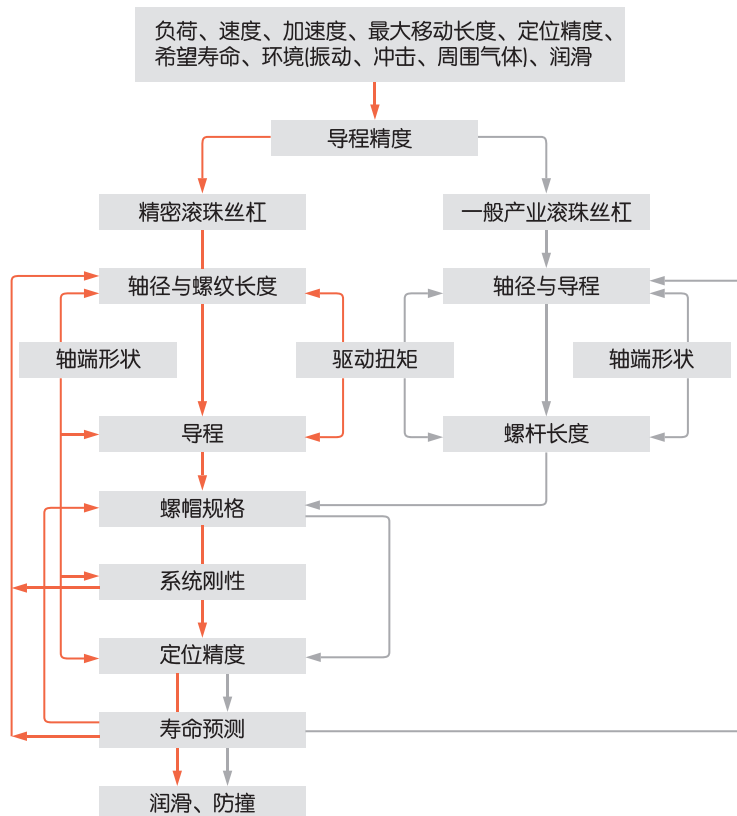 负荷、速度、加速度、最大移动长度、定位精度、
希望寿命、环境(振动、冲击、周围气体)、润滑
导程精度
精密滚珠丝杠
一般产业滚珠丝杠
轴径与螺纹长度
轴径与导程
轴端形状
驱动扭矩
轴端形状
导程
螺杆长度
螺帽规格
系统刚性
定位精度
寿命预测
润滑、防撞